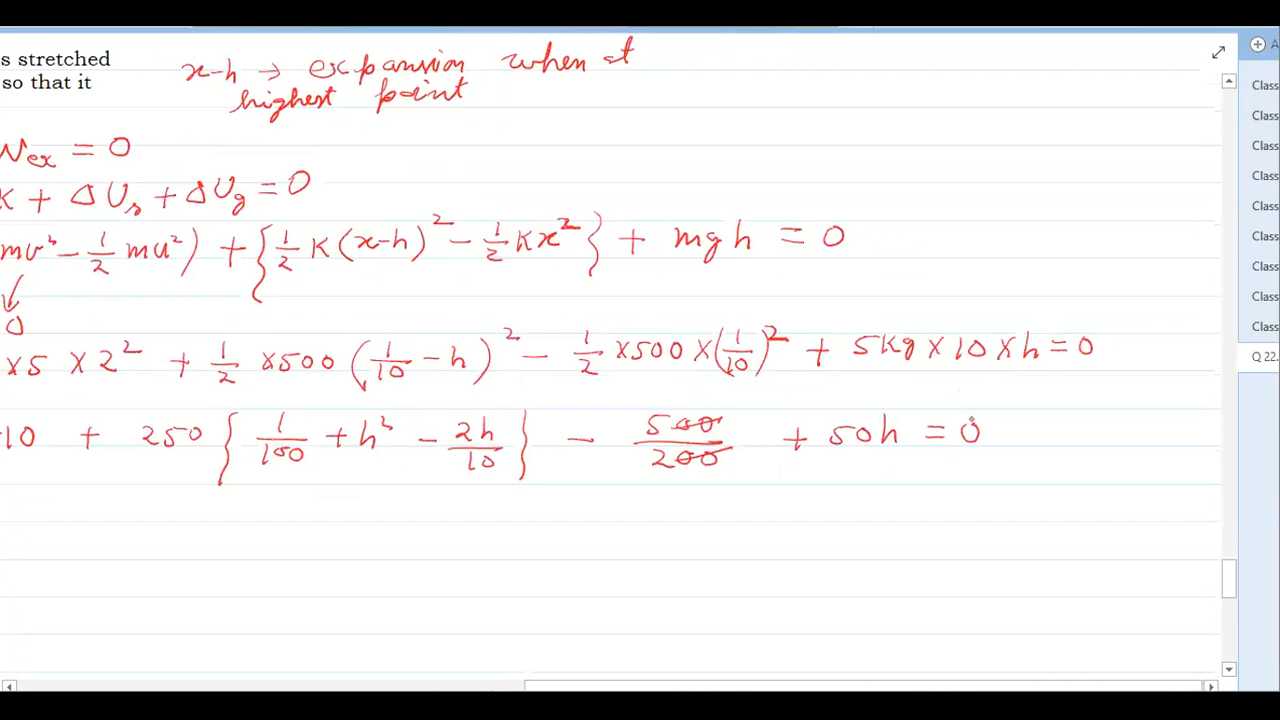 s stretched
so that it
x-h → expansion when at
highest point
Wex = 0
K + ΔUs + ΔUg = 0
mv² - 1/2 mu²) + {1/2 K(x-h)² - 1/2 Kx²} + mgh = 0
↓
0
×5 × 2² + 1/2 ×500 (1/10 - h)² - 1/2 ×500 × (1/10)² + 5Kg × 10 × h = 0
-10 + 250 {1/100 + h² - 2h/10} - 500/200 + 50h = 0
A
Class
Class
Class
Class
Class
Class
Class
Class
Class
Q 22.